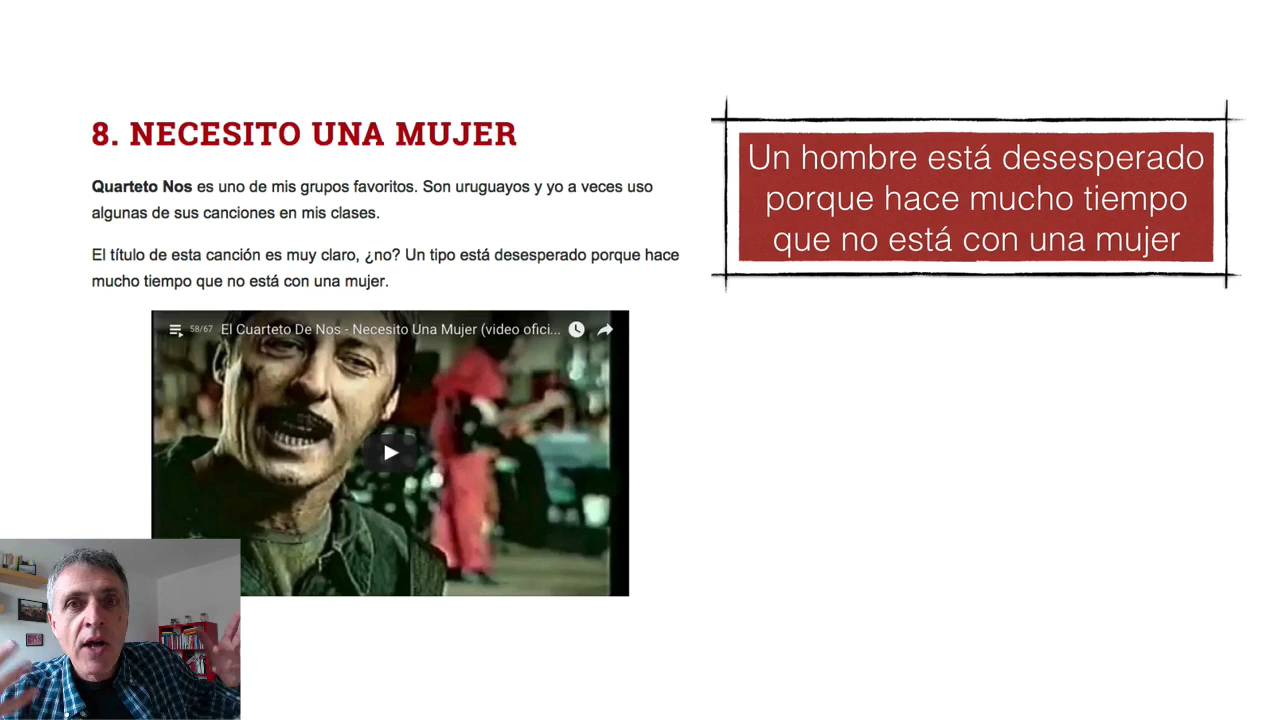 8. NECESITO UNA MUJER
Quarteto Nos es uno de mis grupos favoritos. Son uruguayos y yo a veces uso
algunas de sus canciones en mis clases.
El título de esta canción es muy claro, ¿no? Un tipo está desesperado porque hace
mucho tiempo que no está con una mujer.
58/67 El Cuarteto De Nos - Necesito Una Mujer (video ofici...
Un hombre está desesperado
porque hace mucho tiempo
que no está con una mujer